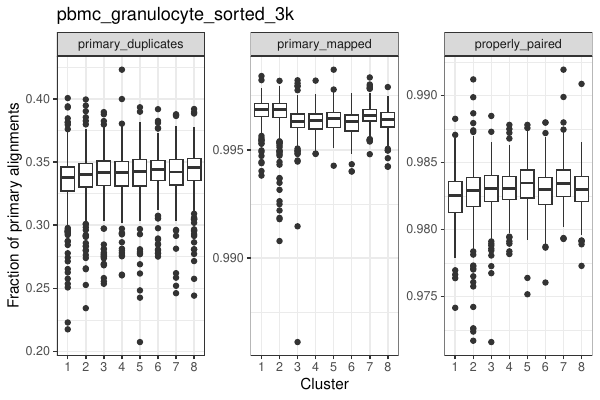 pbmc_granulocyte_sorted_3k
primary_duplicates
primary_mapped
properly_paired
Fraction of primary alignments
0.40
0.35
0.30
0.25
0.20
0.995
0.990
0.990
0.985
0.980
0.975
1 2 3 4 5 6 7 8
1 2 3 4 5 6 7 8
1 2 3 4 5 6 7 8
Cluster